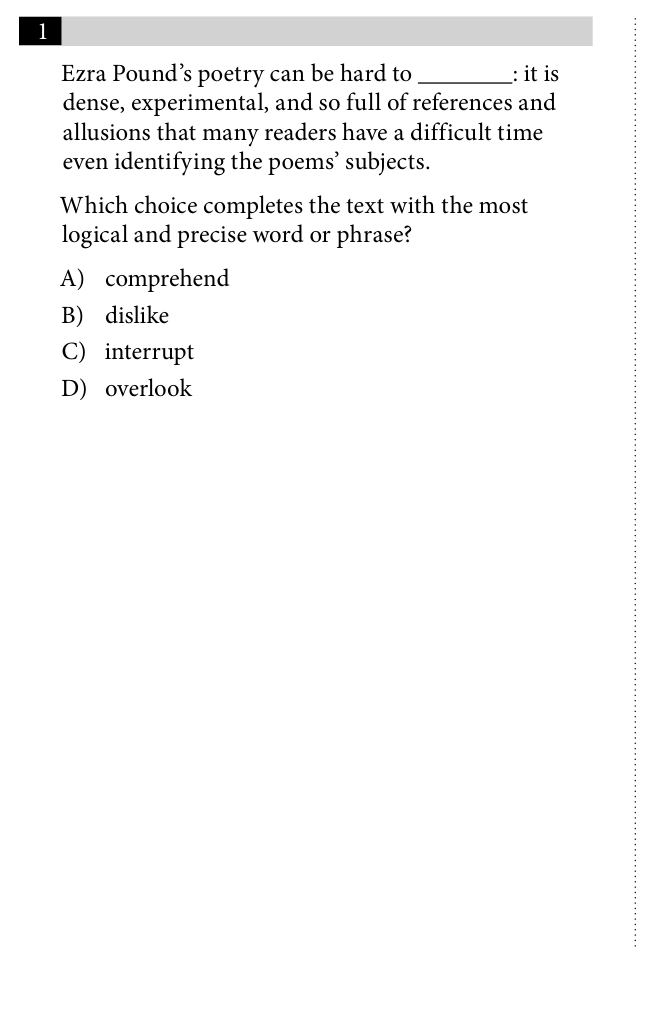 1
Ezra Pound’s poetry can be hard to ________: it is
dense, experimental, and so full of references and
allusions that many readers have a difficult time
even identifying the poems’ subjects.
Which choice completes the text with the most
logical and precise word or phrase?
A) comprehend
B) dislike
C) interrupt
D) overlook